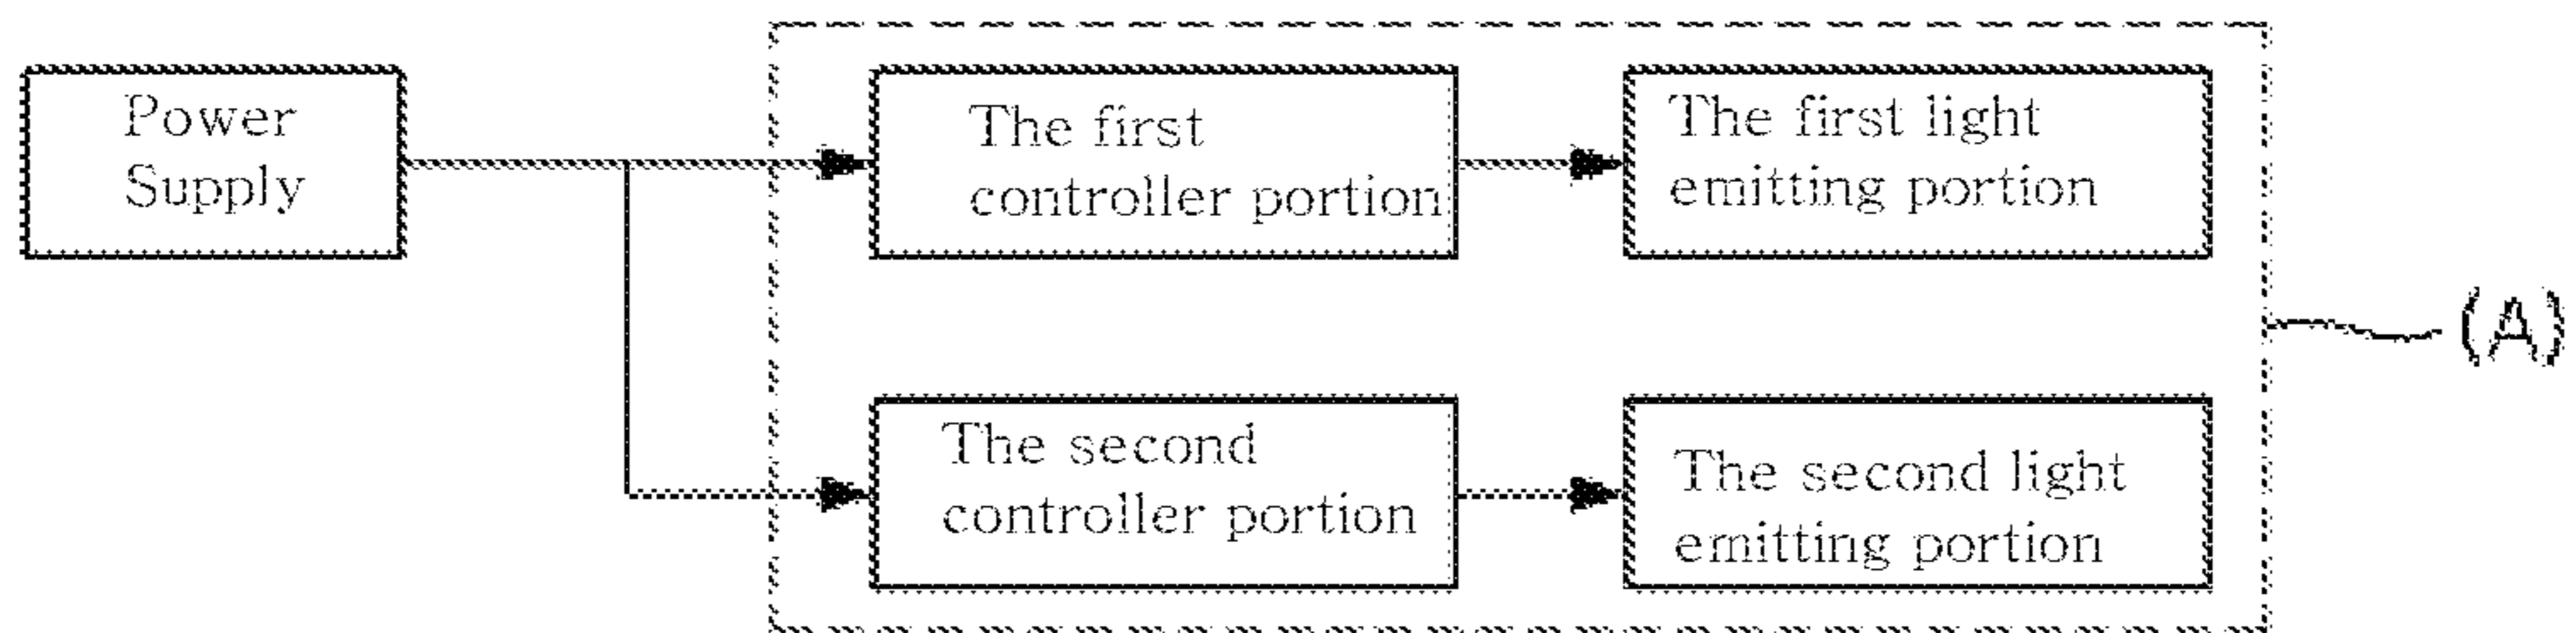 Power
Supply
The first
controller portion
The first light
emitting portion
(A)
The second
controller portion
The second light
emitting portion